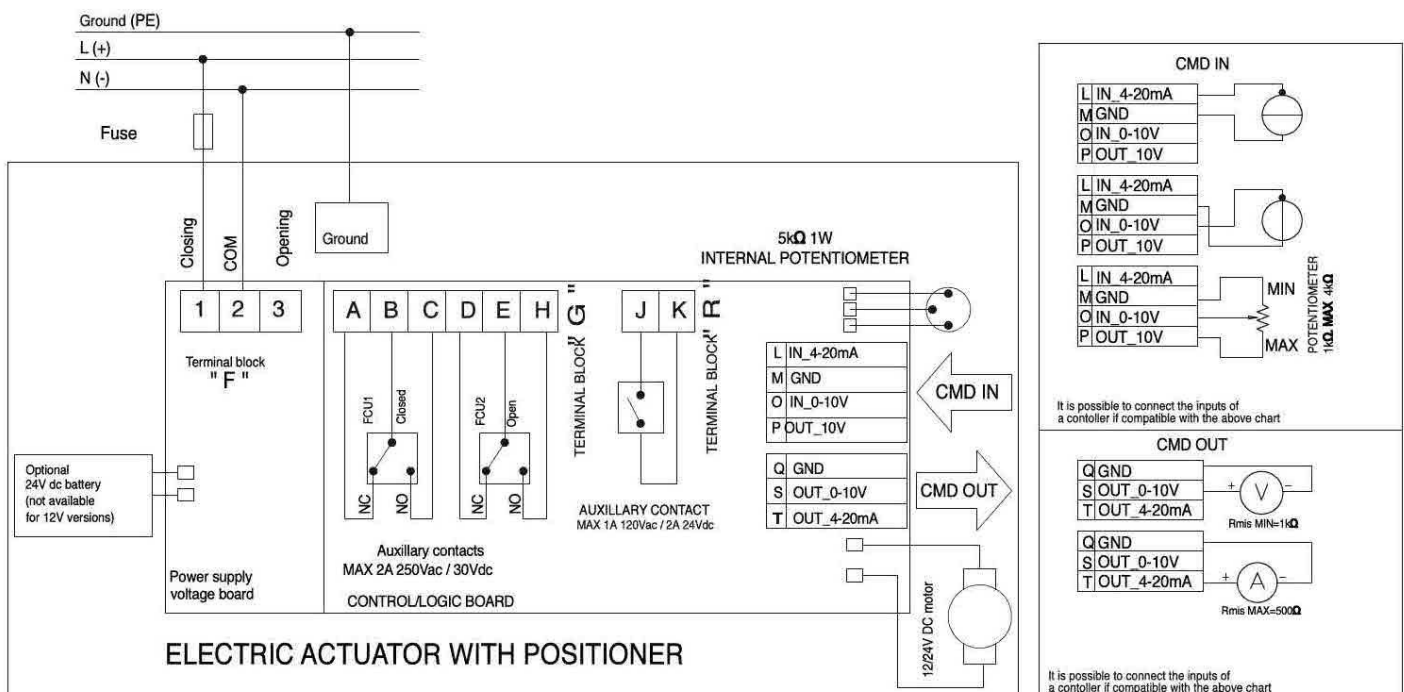 Ground (PE)
L (+)
N (-)
Fuse
Closing
COM
Opening
Ground
1 2 3
Terminal block
" F "
Optional
24V dc battery
(not available
for 12V versions)
Power supply
voltage board
A B C D E H
TERMINAL BLOCK " G "
FCU1
Closed
NC
NO
FCU2
Open
NC
NO
Auxillary contacts
MAX 2A 250Vac / 30Vdc
CONTROL/LOGIC BOARD
J K
TERMINAL BLOCK " R "
AUXILLARY CONTACT
MAX 1A 120Vac / 2A 24Vdc
5kΩ 1W
INTERNAL POTENTIOMETER
L IN_4-20mA
M GND
O IN_0-10V
P OUT_10V
CMD IN
Q GND
S OUT_0-10V
T OUT_4-20mA
CMD OUT
12/24V DC motor
ELECTRIC ACTUATOR WITH POSITIONER
CMD IN
L IN_4-20mA
M GND
O IN_0-10V
P OUT_10V
L IN_4-20mA
M GND
O IN_0-10V
P OUT_10V
L IN_4-20mA
M GND
O IN_0-10V
P OUT_10V
MIN
MAX
POTENTIOMETER
1kΩ MAX 4kΩ
It is possible to connect the inputs of
a contoller if compatible with the above chart
CMD OUT
Q GND
S OUT_0-10V
T OUT_4-20mA
+ V -
Rmis MIN=1kΩ
Q GND
S OUT_0-10V
T OUT_4-20mA
+ A -
Rmis MAX=500Ω
It is possible to connect the inputs of
a contoller if compatible with the above chart